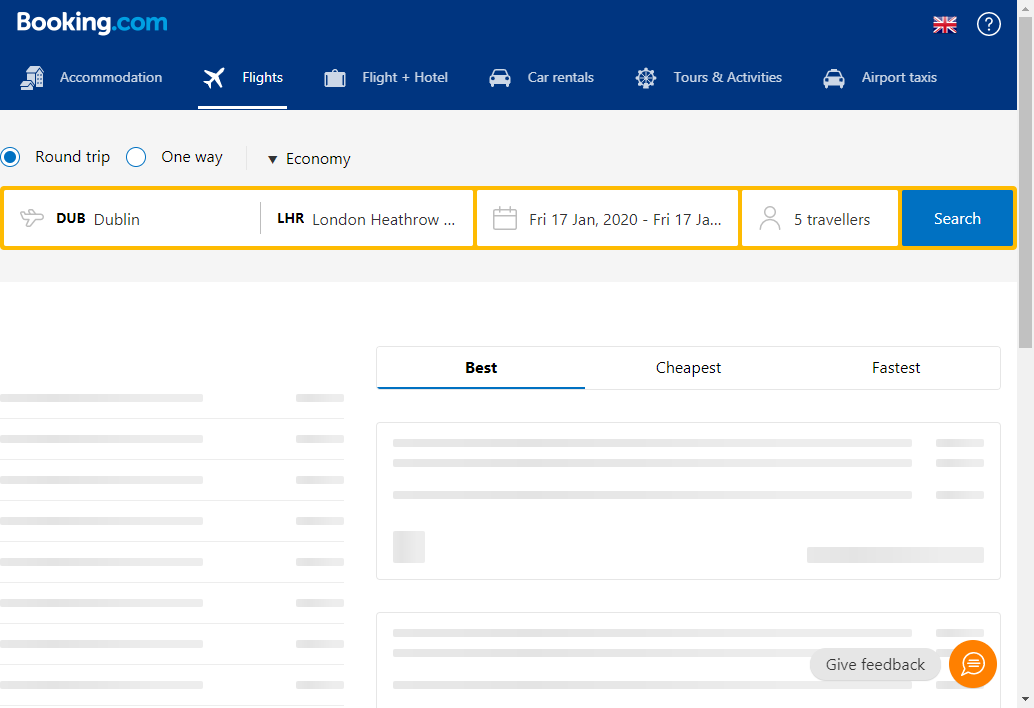 Booking.com
Accommodation
Flights
Flight + Hotel
Car rentals
Tours & Activities
Airport taxis
Round trip
One way
Economy
DUB Dublin
LHR London Heathrow ...
Fri 17 Jan, 2020 - Fri 17 Ja...
5 travellers
Search
Best
Cheapest
Fastest
Give feedback